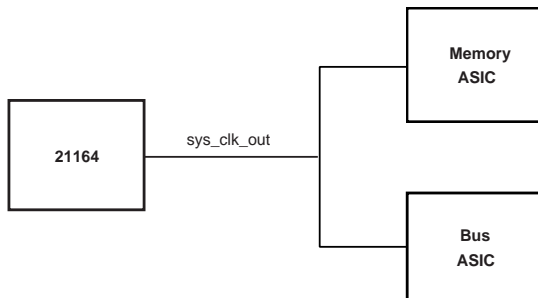 Memory
ASIC
sys_clk_out
21164
Bus
ASIC